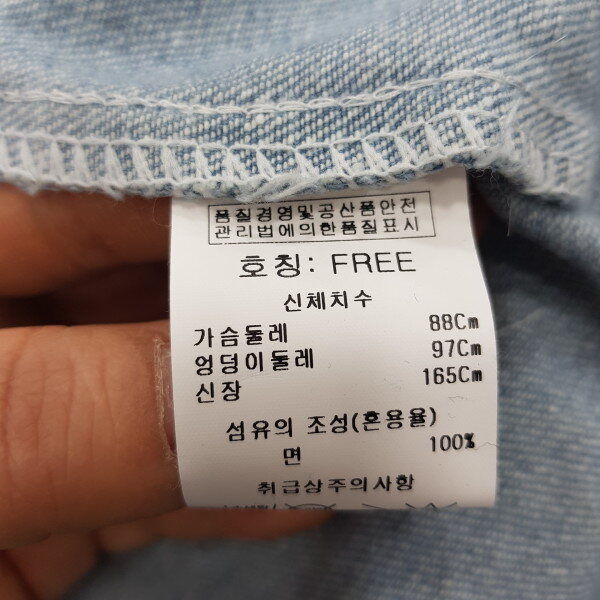 품질경영및공산품안전
관리법에의한품질표시
호칭: FREE
신체치수
가슴둘레 88Cm
엉덩이둘레 97Cm
신장 165Cm
섬유의 조성(혼용율)
면 100%
취급상주의사항